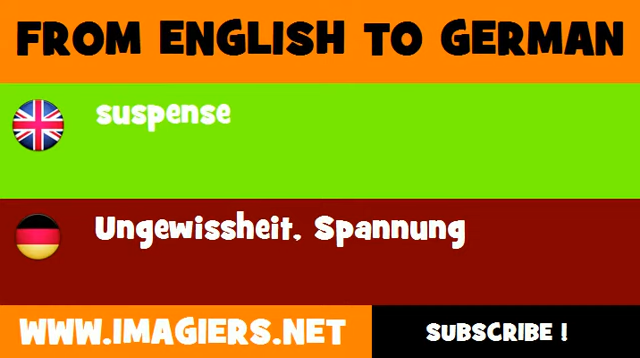 FROM ENGLISH TO GERMAN
suspense
Ungewissheit, Spannung
WWW.IMAGIERS.NET
SUBSCRIBE !